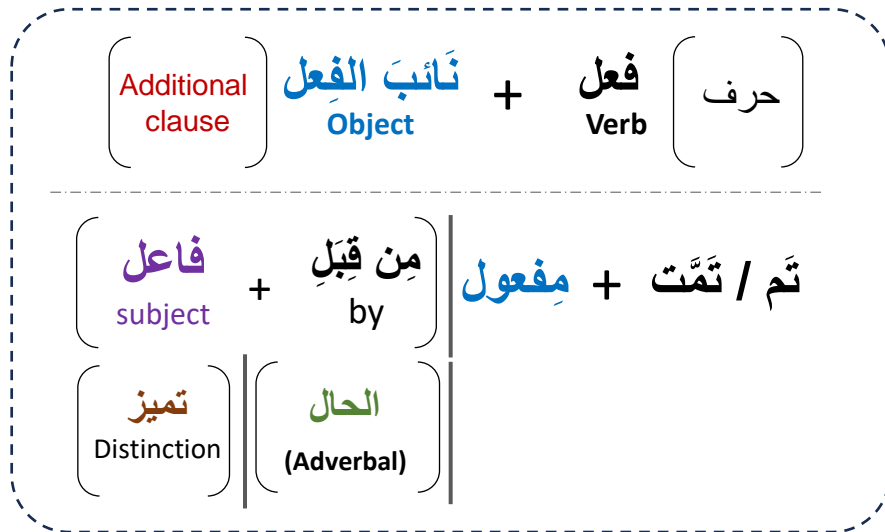 حرف فعل + نَائبَ الفِعل Additional
Verb Object clause
تَم / تَمَّت + مِفعول مِن قِبَلِ + فاعل
by subject
الحال تميز
(Adverbal) Distinction